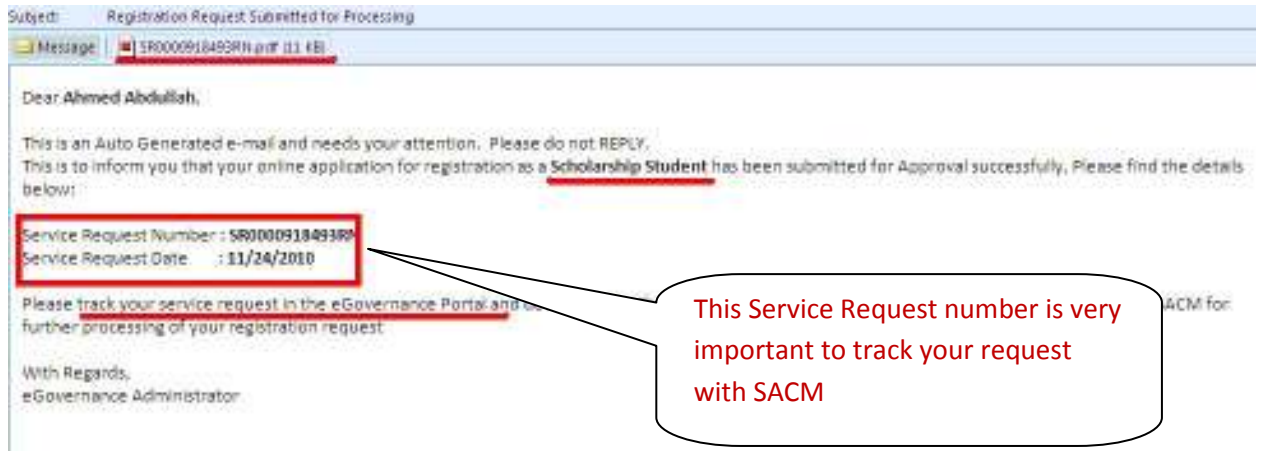 Subject: Registration Request Submitted for Processing
Message SR0000918493RN.pdf (11 KB)
Dear Ahmed Abdullah,
This is an Auto Generated e-mail and needs your attention. Please do not REPLY.
This is to inform you that your online application for registration as a Scholarship Student has been submitted for Approval successfully. Please find the details
below:
Service Request Number : SR0000918493RN
Service Request Date : 11/24/2010
Please track your service request in the eGovernance Portal and
SACM for
further processing of your registration request
With Regards,
eGovernance Administrator
This Service Request number is very
important to track your request
with SACM